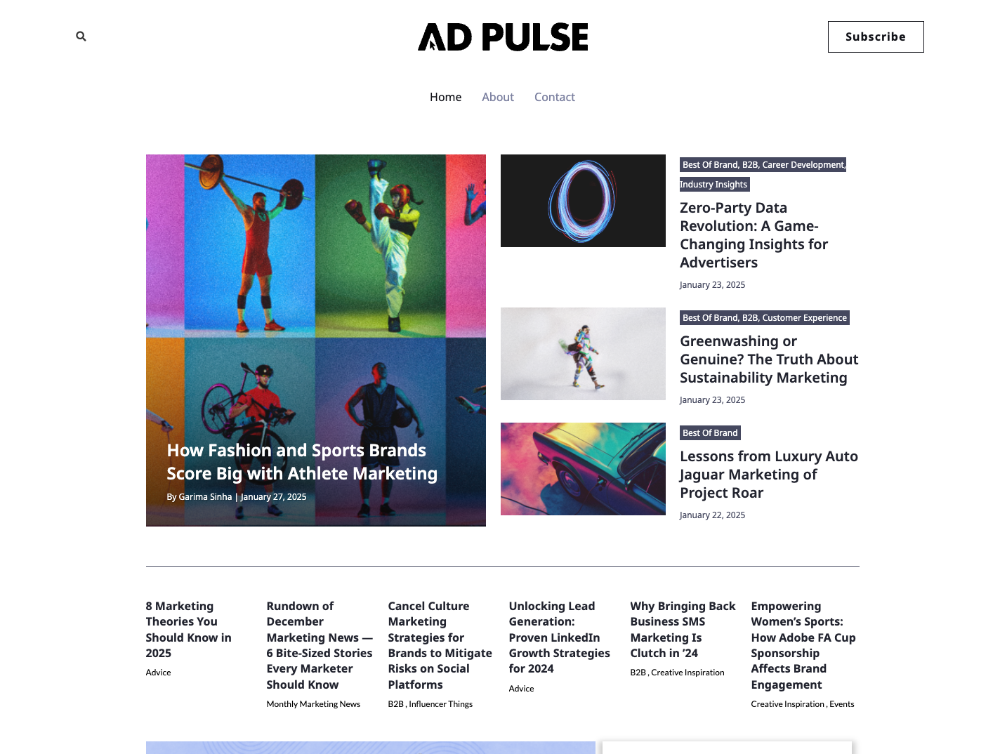 AD PULSE
Subscribe
Home About Contact
How Fashion and Sports Brands
Score Big with Athlete Marketing
By Garima Sinha | January 27, 2025
Best Of Brand, B2B, Career Development,
Industry Insights
Zero-Party Data
Revolution: A Game-
Changing Insights for
Advertisers
January 23, 2025
Best Of Brand, B2B, Customer Experience
Greenwashing or
Genuine? The Truth About
Sustainability Marketing
January 23, 2025
Best Of Brand
Lessons from Luxury Auto
Jaguar Marketing of
Project Roar
January 22, 2025
8 Marketing
Theories You
Should Know in
2025
Advice
Rundown of
December
Marketing News —
6 Bite-Sized Stories
Every Marketer
Should Know
Monthly Marketing News
Cancel Culture
Marketing
Strategies for
Brands to Mitigate
Risks on Social
Platforms
B2B , Influencer Things
Unlocking Lead
Generation:
Proven LinkedIn
Growth Strategies
for 2024
Advice
Why Bringing Back
Business SMS
Marketing Is
Clutch in ’24
B2B , Creative Inspiration
Empowering
Women’s Sports:
How Adobe FA Cup
Sponsorship
Affects Brand
Engagement
Creative Inspiration , Events